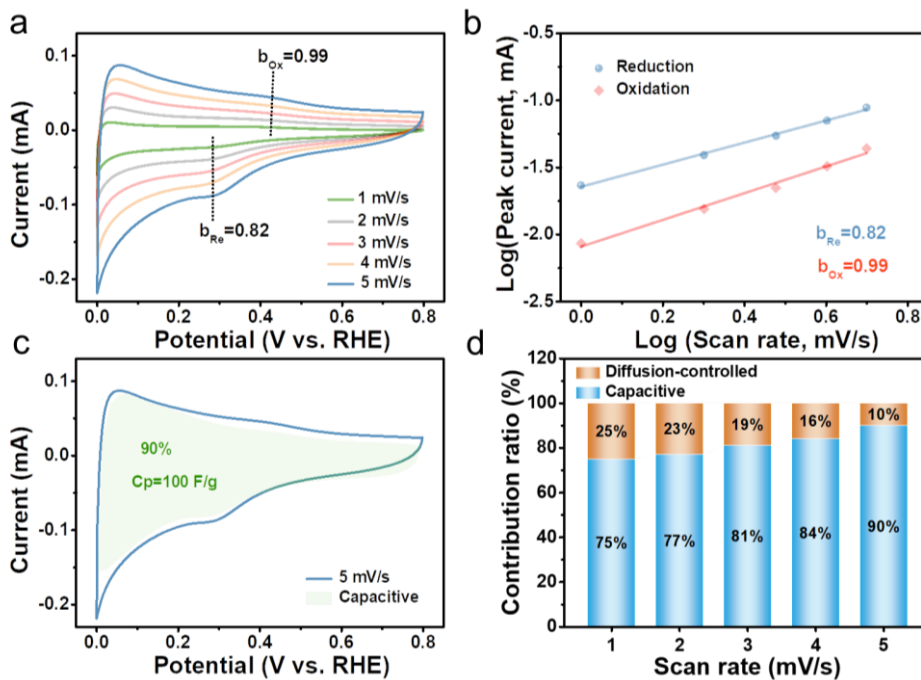 a
b_Ox=0.99
0.1
0.0
-0.1
-0.2
Current (mA)
b_Re=0.82
1 mV/s
2 mV/s
3 mV/s
4 mV/s
5 mV/s
0.0 0.2 0.4 0.6 0.8
Potential (V vs. RHE)
b
-0.5
-1.0
-1.5
-2.0
-2.5
Log(Peak current, mA)
Reduction
Oxidation
b_Re=0.82
b_Ox=0.99
0.0 0.2 0.4 0.6 0.8
Log (Scan rate, mV/s)
c
0.1
0.0
-0.1
-0.2
Current (mA)
90%
Cp=100 F/g
5 mV/s
Capacitive
0.0 0.2 0.4 0.6 0.8
Potential (V vs. RHE)
d
120
100
80
60
40
20
0
Contribution ratio (%)
Diffusion-controlled
Capacitive
25% 23% 19% 16% 10%
75% 77% 81% 84% 90%
1 2 3 4 5
Scan rate (mV/s)